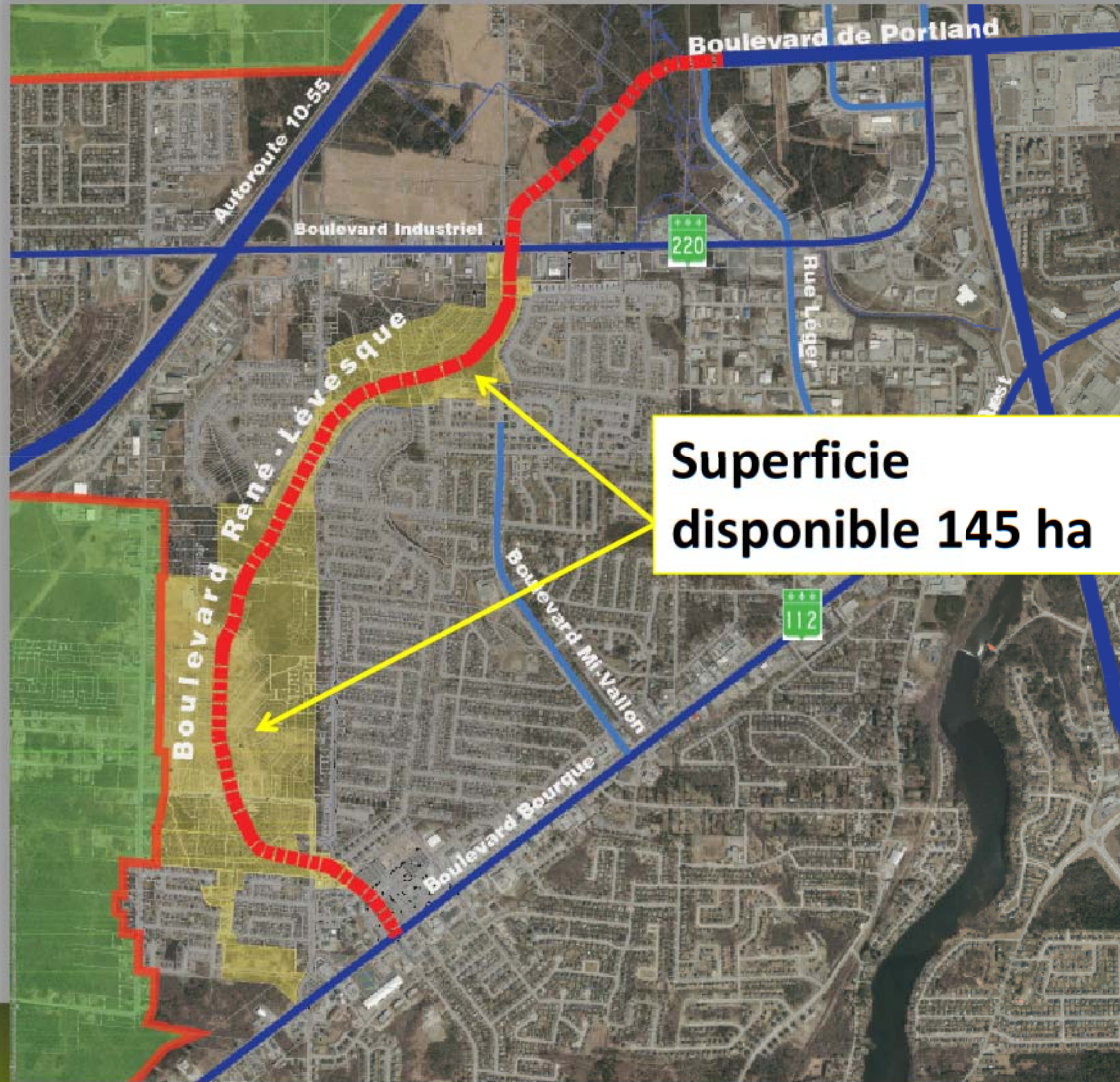 Boulevard de Portland
Autoroute 10-55
Boulevard Industriel
220
Rue Léger
Boulevard René-Lévesque
Superficie
disponible 145 ha
Boulevard Mi-Vallon
112
Boulevard Bourque